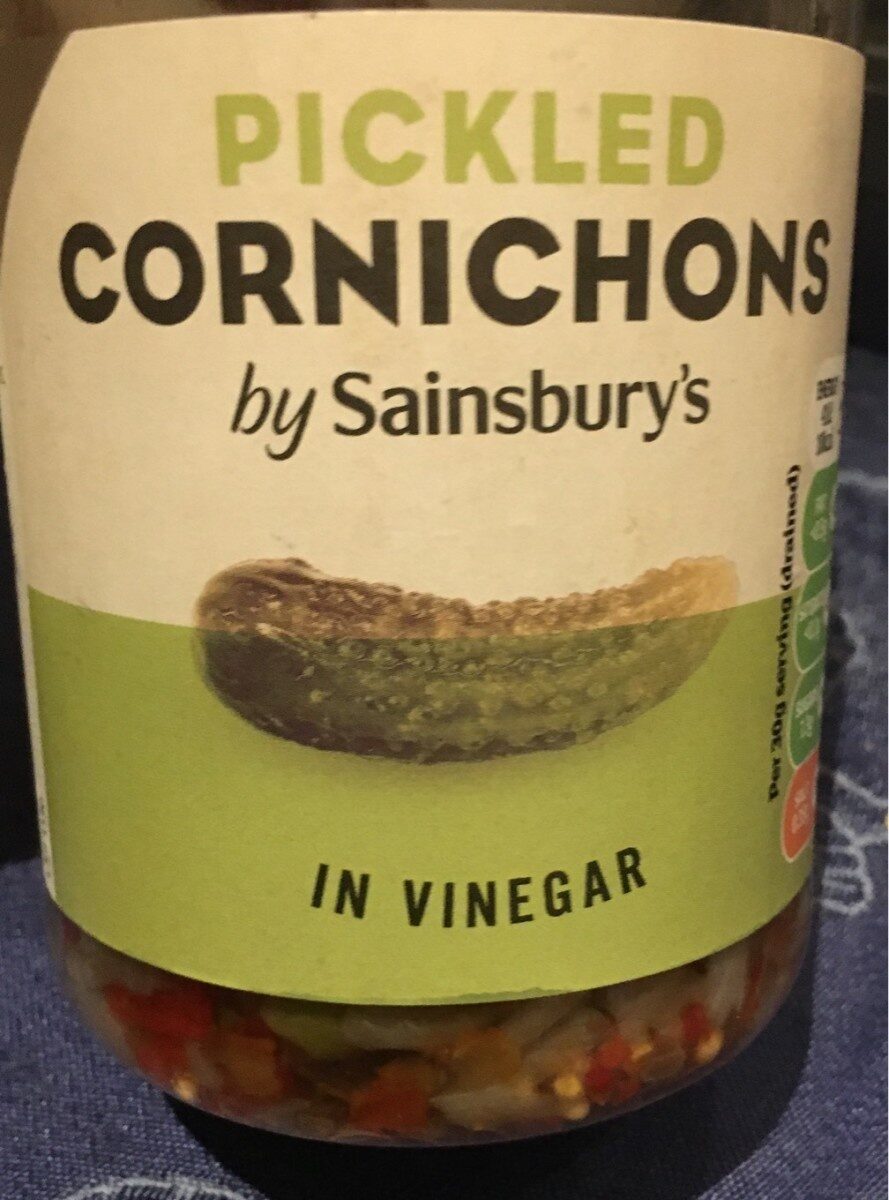 PICKLED
CORNICHONS
by Sainsbury's
IN VINEGAR
Per 30g serving (drained)